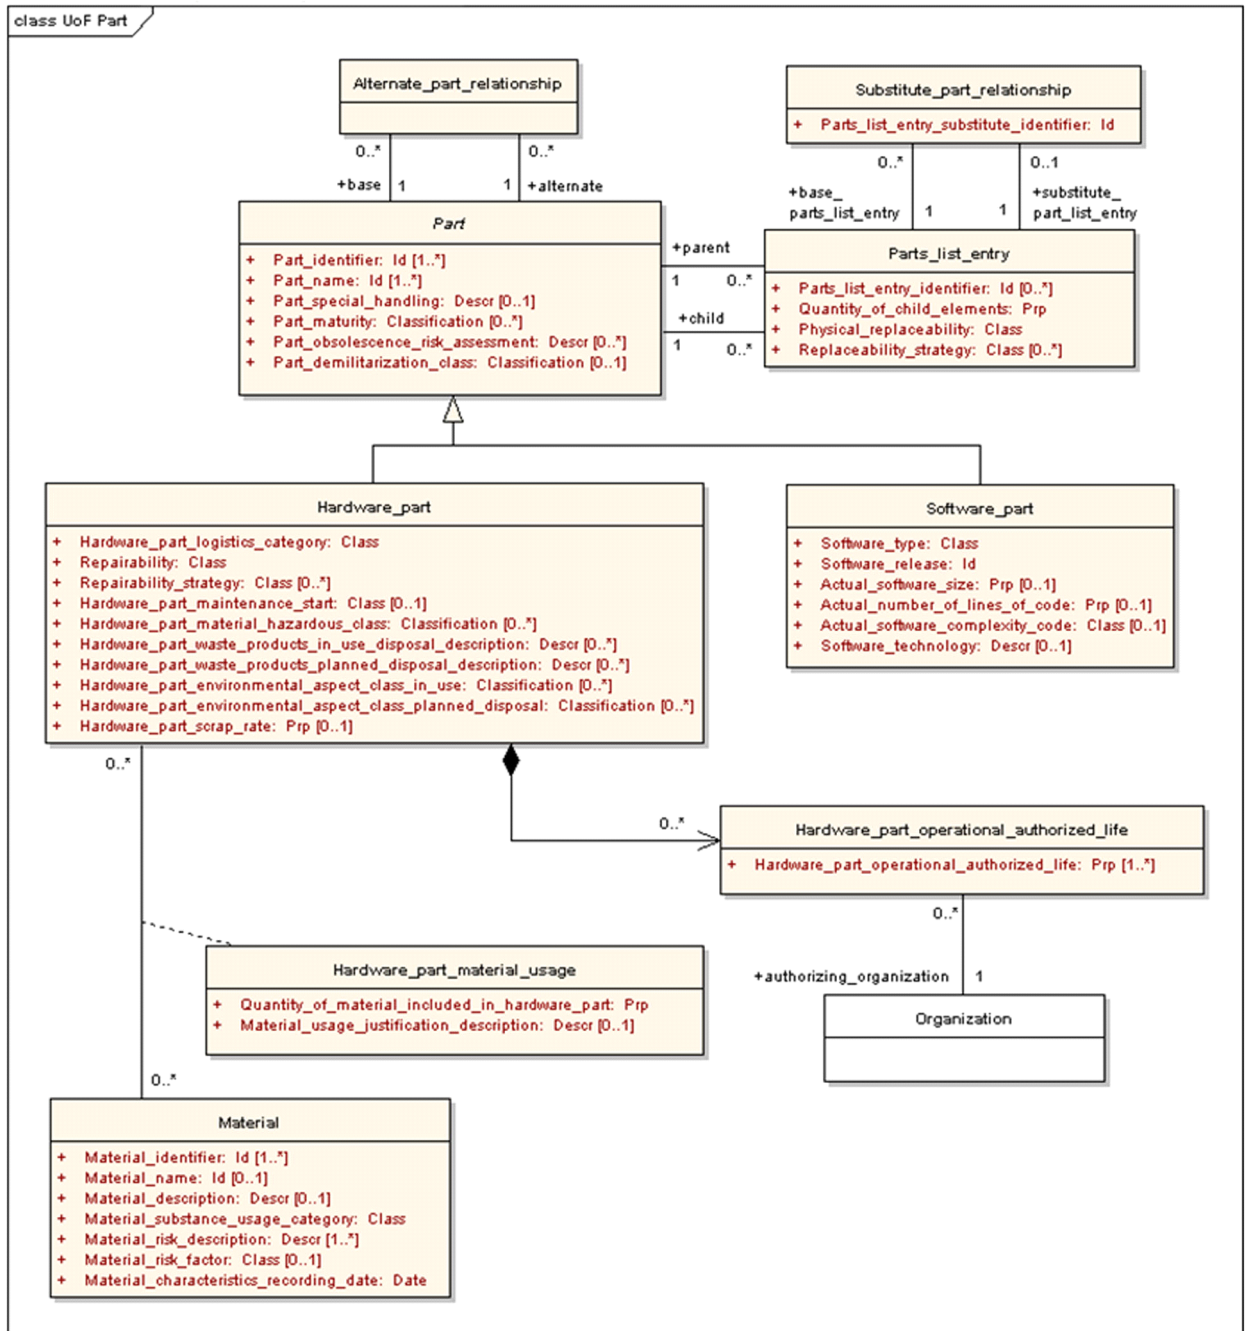 class UoF Part
Alternate_part_relationship
0..*
0..*
+base
1
1
+alternate
Substitute_part_relationship
+ Parts_list_entry_substitute_identifier: Id
0..*
0..1
+base_
parts_list_entry
1
1
+substitute_
part_list_entry
Part
+ Part_identifier: Id [1..*]
+ Part_name: Id [1..*]
+ Part_special_handling: Descr [0..1]
+ Part_maturity: Classification [0..*]
+ Part_obsolescence_risk_assessment: Descr [0..*]
+ Part_demilitarization_class: Classification [0..1]
+parent
1
0..*
+child
1
0..*
Parts_list_entry
+ Parts_list_entry_identifier: Id [0..*]
+ Quantity_of_child_elements: Prp
+ Physical_replaceability: Class
+ Replaceability_strategy: Class [0..*]
Hardware_part
+ Hardware_part_logistics_category: Class
+ Repairability: Class
+ Repairability_strategy: Class [0..*]
+ Hardware_part_maintenance_start: Class [0..1]
+ Hardware_part_material_hazardous_class: Classification [0..*]
+ Hardware_part_waste_products_in_use_disposal_description: Descr [0..*]
+ Hardware_part_waste_products_planned_disposal_description: Descr [0..*]
+ Hardware_part_environmental_aspect_class_in_use: Classification [0..*]
+ Hardware_part_environmental_aspect_class_planned_disposal: Classification [0..*]
+ Hardware_part_scrap_rate: Prp [0..1]
Software_part
+ Software_type: Class
+ Software_release: Id
+ Actual_software_size: Prp [0..1]
+ Actual_number_of_lines_of_code: Prp [0..1]
+ Actual_software_complexity_code: Class [0..1]
+ Software_technology: Descr [0..1]
0..*
0..*
Hardware_part_operational_authorized_life
+ Hardware_part_operational_authorized_life: Prp [1..*]
0..*
+authorizing_organization
1
Organization
Hardware_part_material_usage
+ Quantity_of_material_included_in_hardware_part: Prp
+ Material_usage_justification_description: Descr [0..1]
0..*
Material
+ Material_identifier: Id [1..*]
+ Material_name: Id [0..1]
+ Material_description: Descr [0..1]
+ Material_substance_usage_category: Class
+ Material_risk_description: Descr [1..*]
+ Material_risk_factor: Class [0..1]
+ Material_characteristics_recording_date: Date